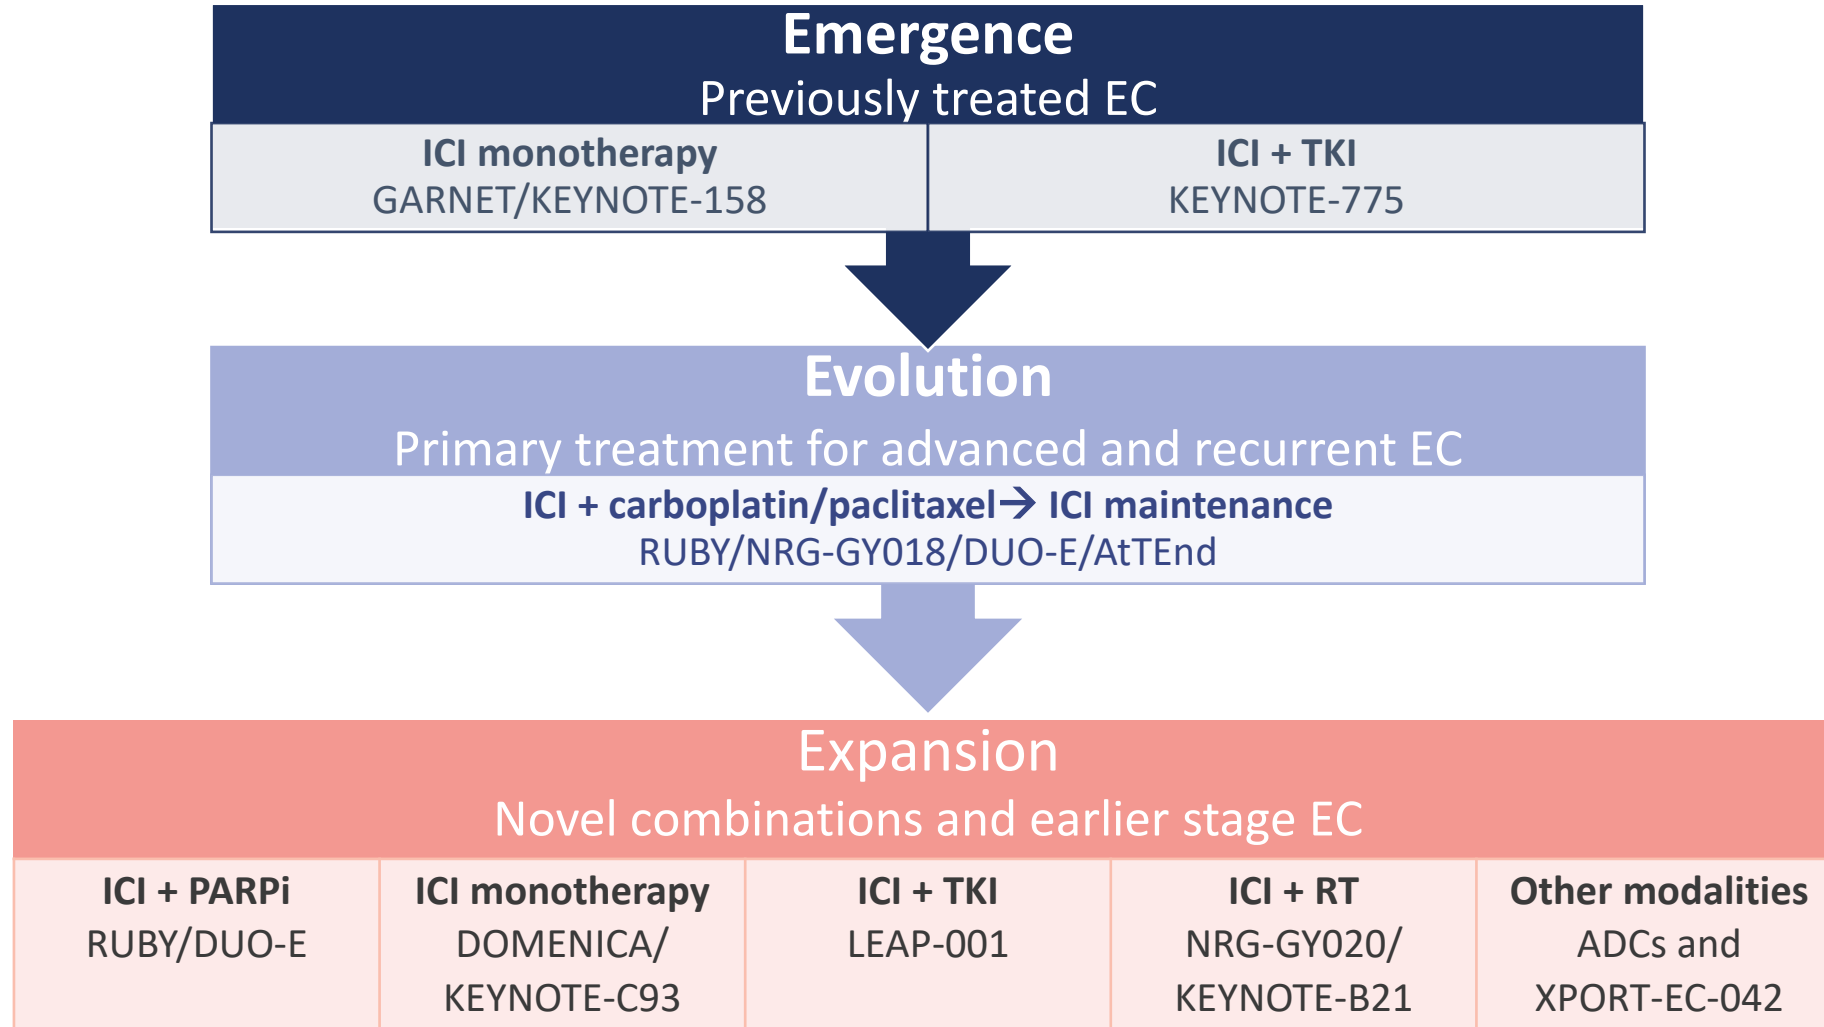 Emergence
Previously treated EC
ICI monotherapy
GARNET/KEYNOTE-158
ICI + TKI
KEYNOTE-775
Evolution
Primary treatment for advanced and recurrent EC
ICI + carboplatin/paclitaxel→ ICI maintenance
RUBY/NRG-GY018/DUO-E/AtTEnd
Expansion
Novel combinations and earlier stage EC
ICI + PARPi
RUBY/DUO-E
ICI monotherapy
DOMENICA/
KEYNOTE-C93
ICI + TKI
LEAP-001
ICI + RT
NRG-GY020/
KEYNOTE-B21
Other modalities
ADCs and
XPORT-EC-042